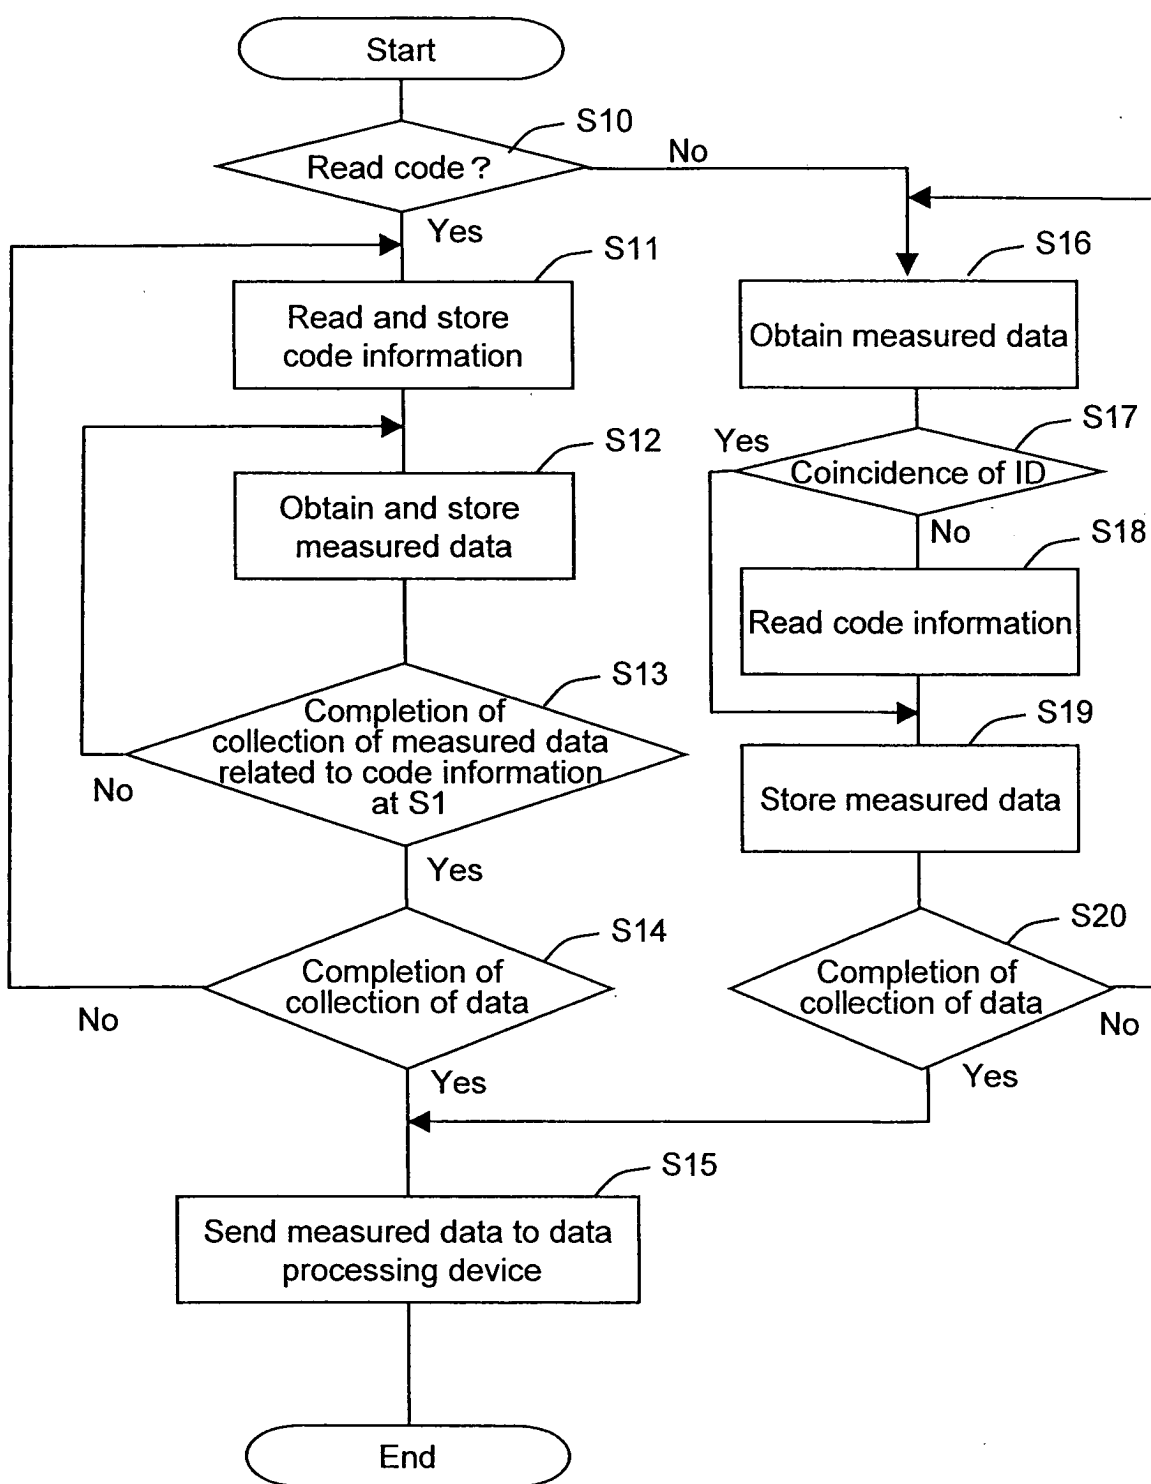 Start
S10
Read code?
No
Yes
S11
Read and store
code information
S12
Obtain and store
measured data
S13
Completion of
collection of measured data
related to code information
at S1
No
Yes
S14
Completion of
collection of data
No
Yes
S15
Send measured data to data
processing device
End
S16
Obtain measured data
S17
Yes
Coincidence of ID
No
S18
Read code information
S19
Store measured data
S20
Completion of
collection of data
No
Yes